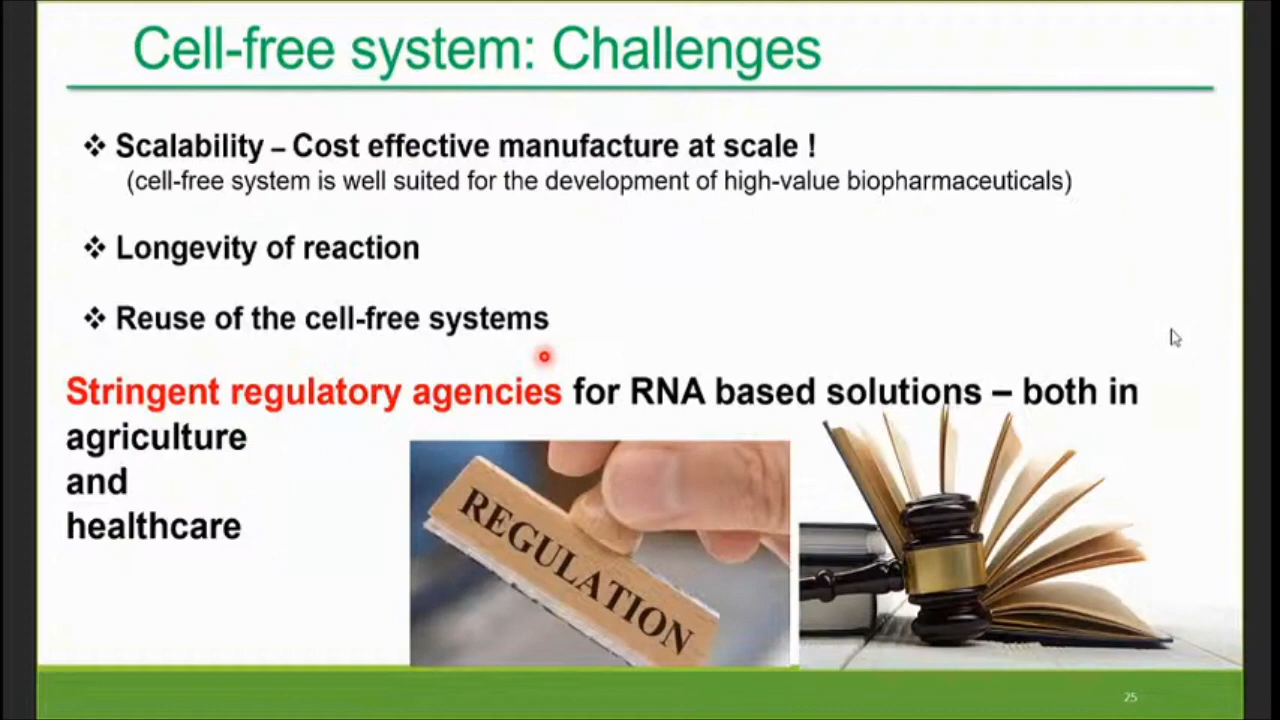 Cell-free system: Challenges
❖ Scalability – Cost effective manufacture at scale !
(cell-free system is well suited for the development of high-value biopharmaceuticals)
❖ Longevity of reaction
❖ Reuse of the cell-free systems
Stringent regulatory agencies for RNA based solutions – both in
agriculture
and
healthcare
REGULATION
25